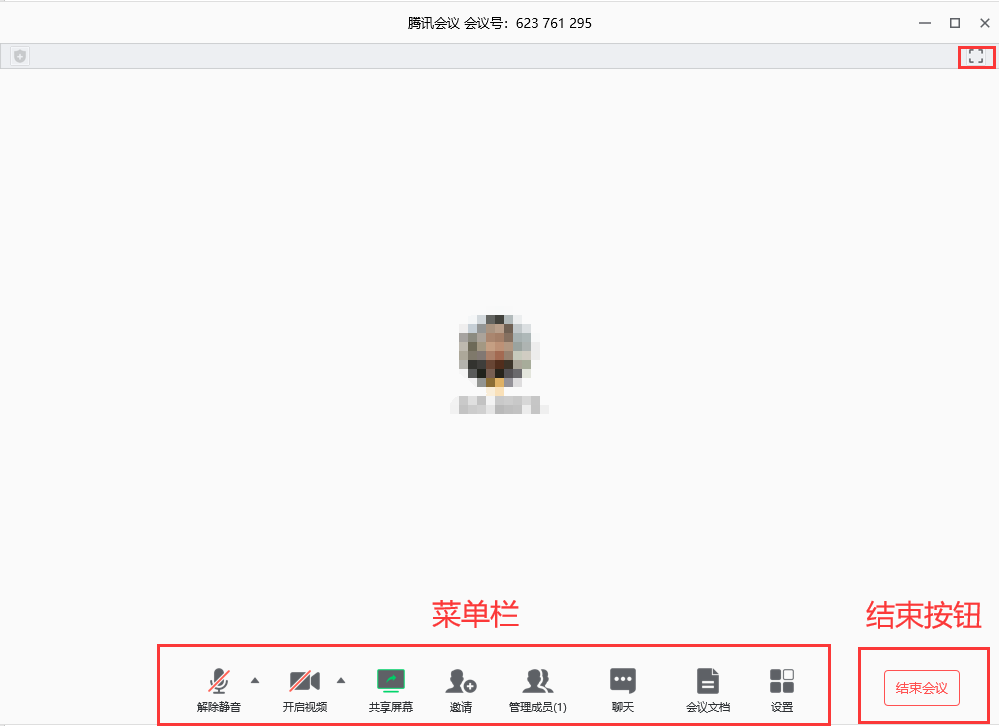 腾讯会议 会议号：623 761 295
菜单栏
结束按钮
解除静音
开启视频
共享屏幕
邀请
管理成员(1)
聊天
会议文档
设置
结束会议